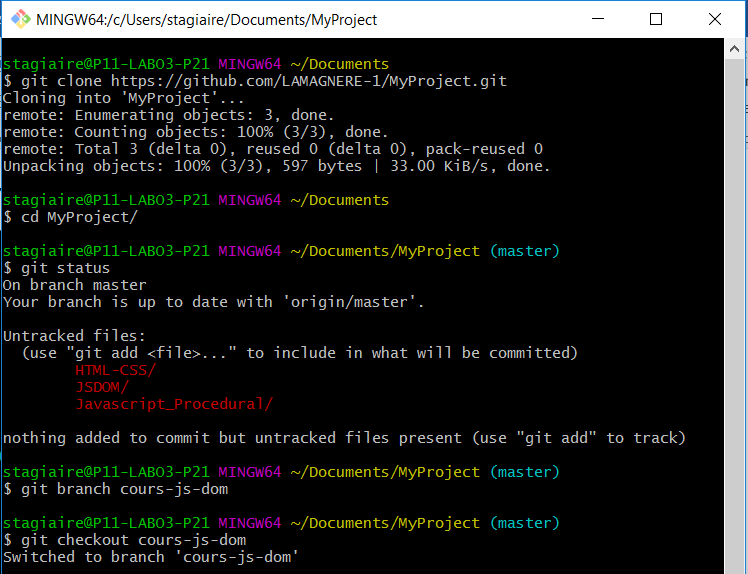 MINGW64:/c/Users/stagiaire/Documents/MyProject
stagiaire@P11-LABO3-P21 MINGW64 ~/Documents
$ git clone https://github.com/LAMAGNERE-1/MyProject.git
Cloning into 'MyProject'...
remote: Enumerating objects: 3, done.
remote: Counting objects: 100% (3/3), done.
remote: Total 3 (delta 0), reused 0 (delta 0), pack-reused 0
Unpacking objects: 100% (3/3), 597 bytes | 33.00 KiB/s, done.
stagiaire@P11-LABO3-P21 MINGW64 ~/Documents
$ cd MyProject/
stagiaire@P11-LABO3-P21 MINGW64 ~/Documents/MyProject (master)
$ git status
On branch master
Your branch is up to date with 'origin/master'.
Untracked files:
  (use "git add <file>..." to include in what will be committed)
        HTML-CSS/
        JSDOM/
        Javascript_Procedural/
nothing added to commit but untracked files present (use "git add" to track)
stagiaire@P11-LABO3-P21 MINGW64 ~/Documents/MyProject (master)
$ git branch cours-js-dom
stagiaire@P11-LABO3-P21 MINGW64 ~/Documents/MyProject (master)
$ git checkout cours-js-dom
Switched to branch 'cours-js-dom'